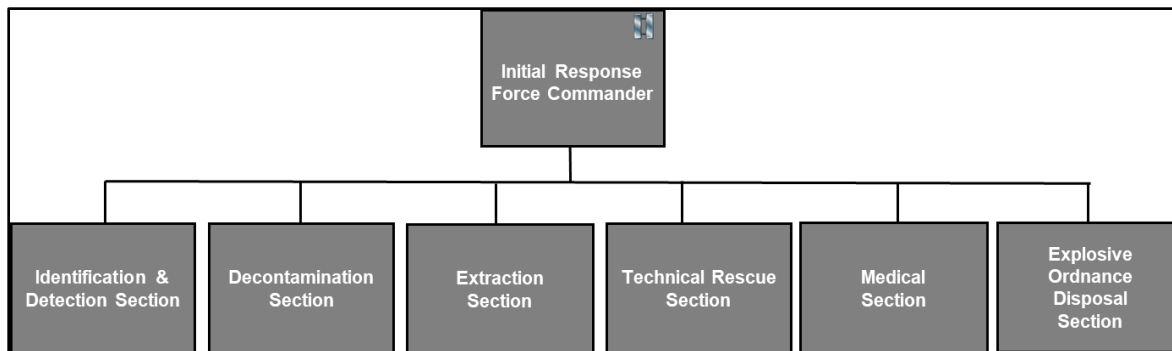 Initial Response
Force Commander
Identification &
Detection Section
Decontamination
Section
Extraction
Section
Technical Rescue
Section
Medical
Section
Explosive
Ordnance
Disposal
Section